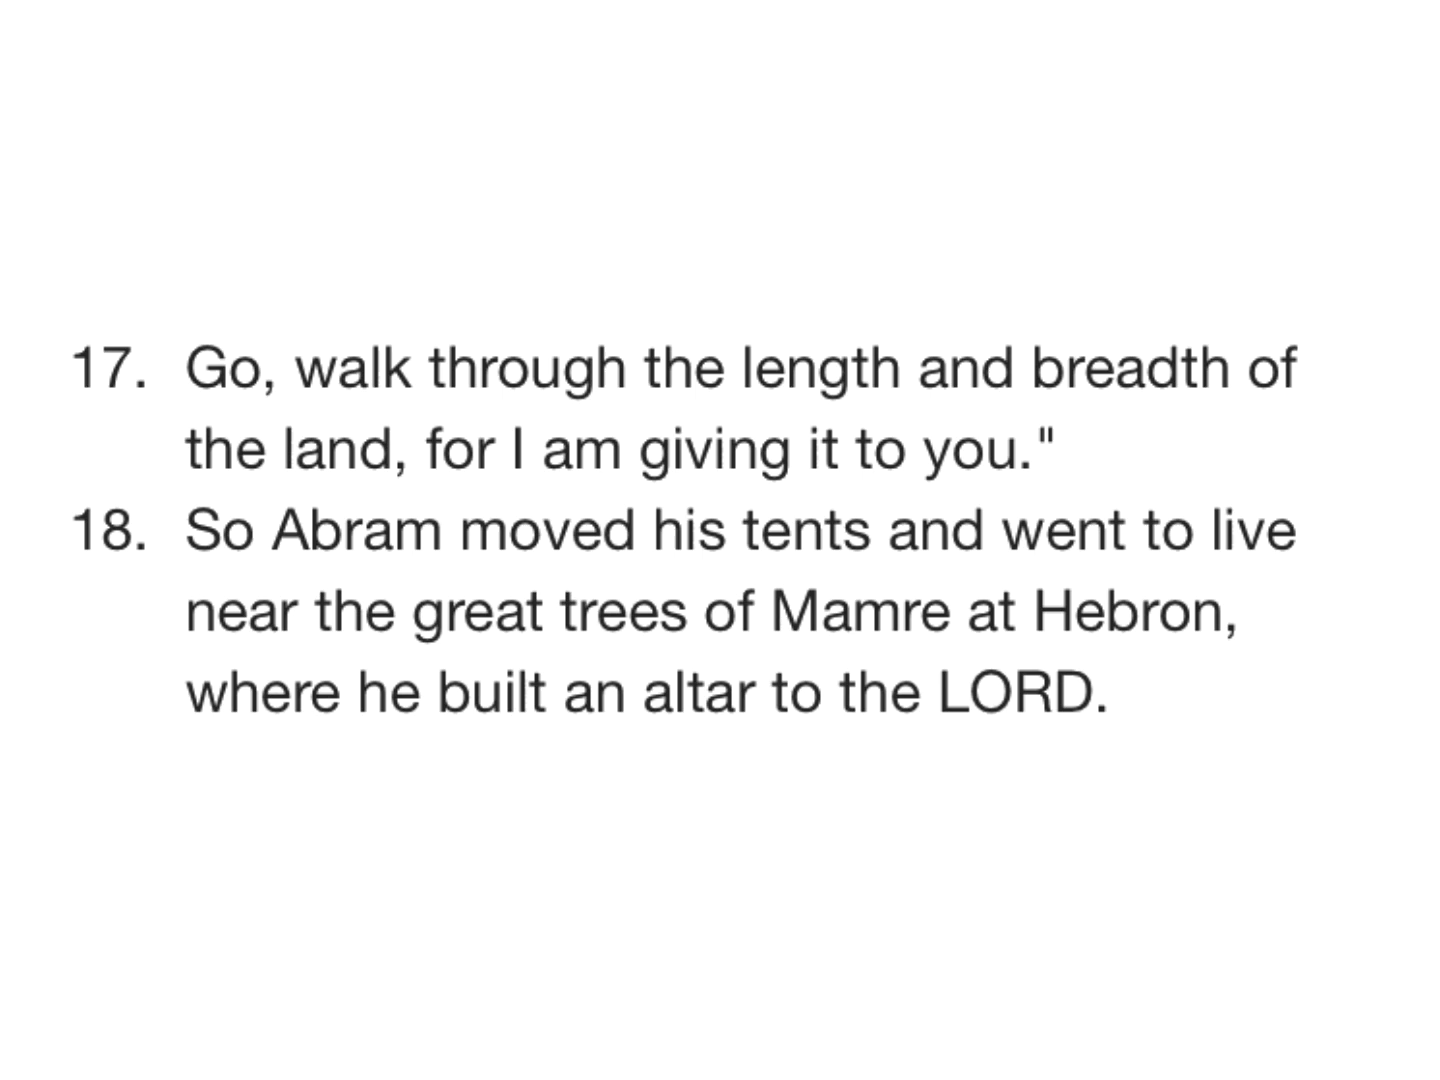 17. Go, walk through the length and breadth of
the land, for I am giving it to you."
18. So Abram moved his tents and went to live
near the great trees of Mamre at Hebron,
where he built an altar to the LORD.